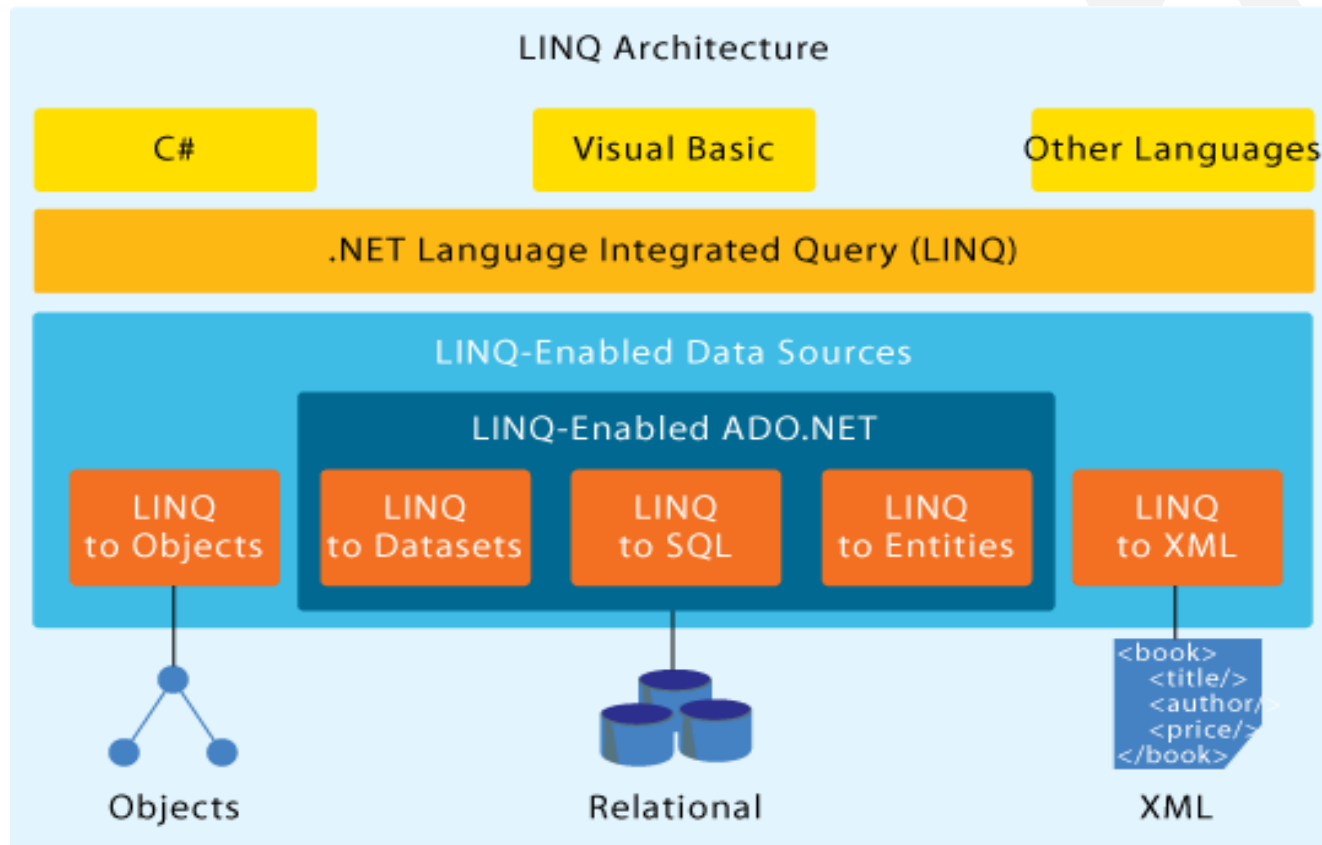 LINQ Architecture
C#
Visual Basic
Other Languages
.NET Language Integrated Query (LINQ)
LINQ-Enabled Data Sources
LINQ-Enabled ADO.NET
LINQ
to Objects
LINQ
to Datasets
LINQ
to SQL
LINQ
to Entities
LINQ
to XML
<book>
<title/>
<author/>
<price/>
</book>
Objects
Relational
XML